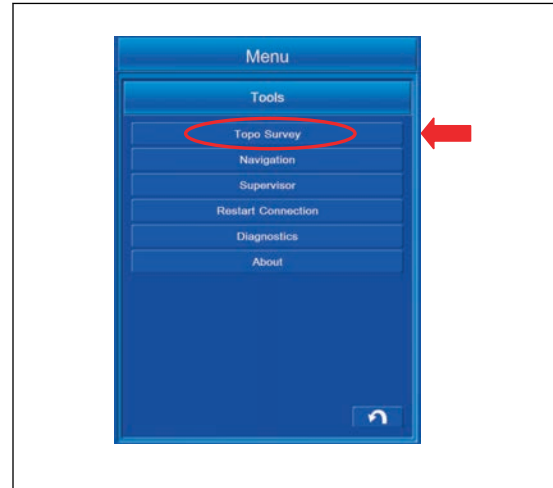 Menu
Tools
Topo Survey
Navigation
Supervisor
Restart Connection
Diagnostics
About